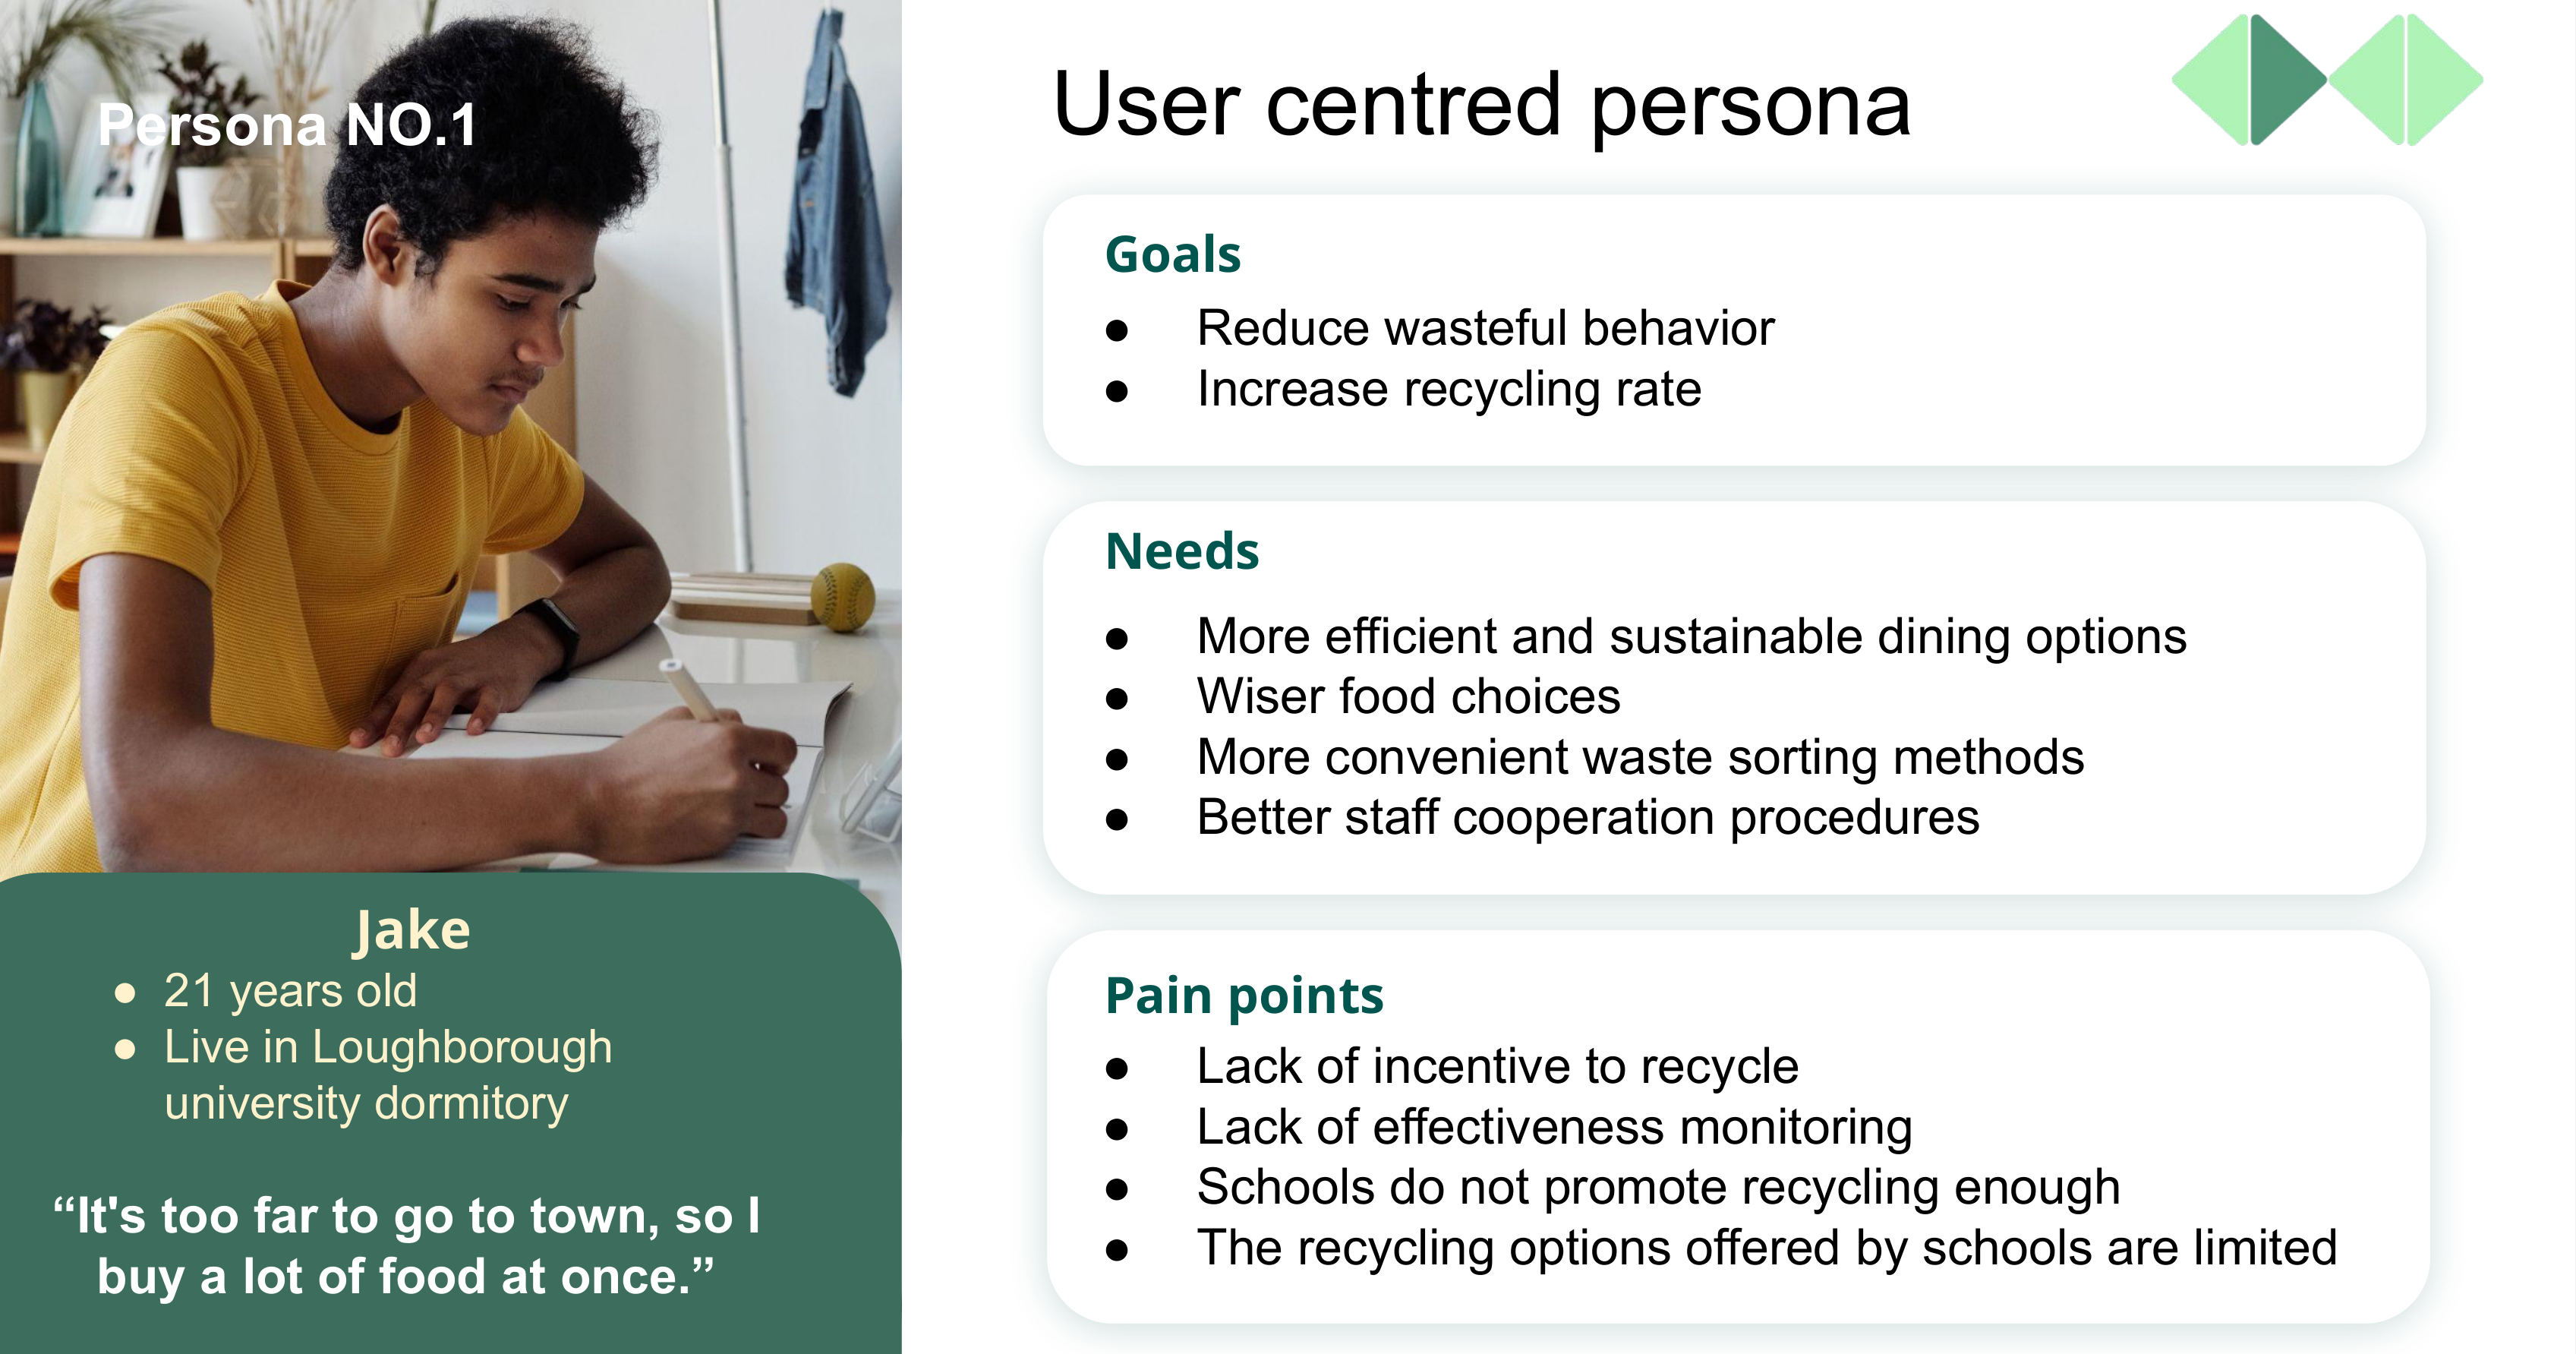 Persona NO.1
Jake
● 21 years old
● Live in Loughborough
university dormitory
“It's too far to go to town, so I
buy a lot of food at once.”
User centred persona
Goals
● Reduce wasteful behavior
● Increase recycling rate
Needs
● More efficient and sustainable dining options
● Wiser food choices
● More convenient waste sorting methods
● Better staff cooperation procedures
Pain points
● Lack of incentive to recycle
● Lack of effectiveness monitoring
● Schools do not promote recycling enough
● The recycling options offered by schools are limited